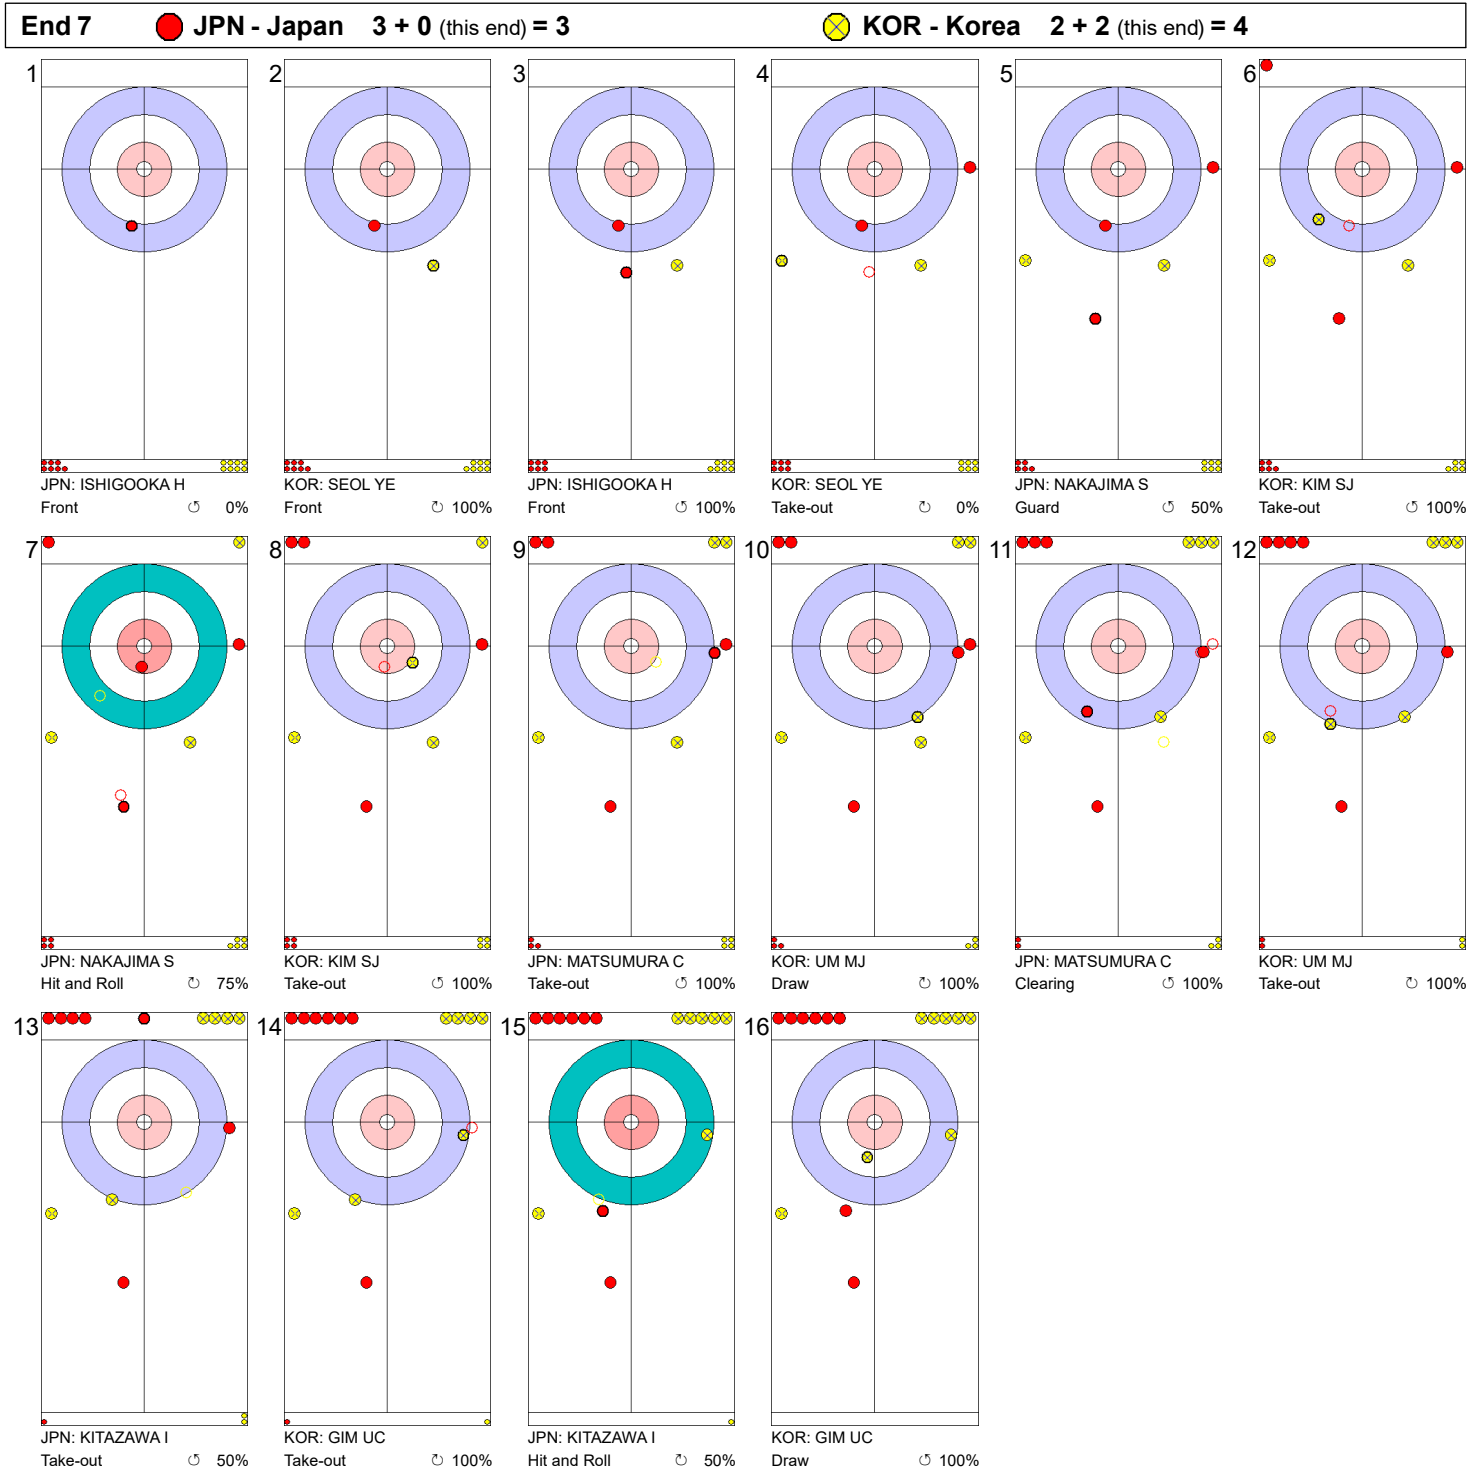 End 7 JPN - Japan 3 + 0 (this end) = 3 KOR - Korea 2 + 2 (this end) = 4
1 2 3 4 5 6
JPN: ISHIGOOKA H KOR: SEOL YE JPN: ISHIGOOKA H KOR: SEOL YE JPN: NAKAJIMA S KOR: KIM SJ
Front ↺ 0% Front ↻ 100% Front ↺ 100% Take-out ↻ 0% Guard ↺ 50% Take-out ↻ 100%
7 8 9 10 11 12
JPN: NAKAJIMA S KOR: KIM SJ JPN: MATSUMURA C KOR: UM MJ JPN: MATSUMURA C KOR: UM MJ
Hit and Roll ↻ 75% Take-out ↻ 100% Take-out ↺ 100% Draw ↻ 100% Clearing ↺ 100% Take-out ↻ 100%
13 14 15 16
JPN: KITAZAWA I KOR: GIM UC JPN: KITAZAWA I KOR: GIM UC
Take-out ↺ 50% Take-out ↻ 100% Hit and Roll ↻ 50% Draw ↺ 100%